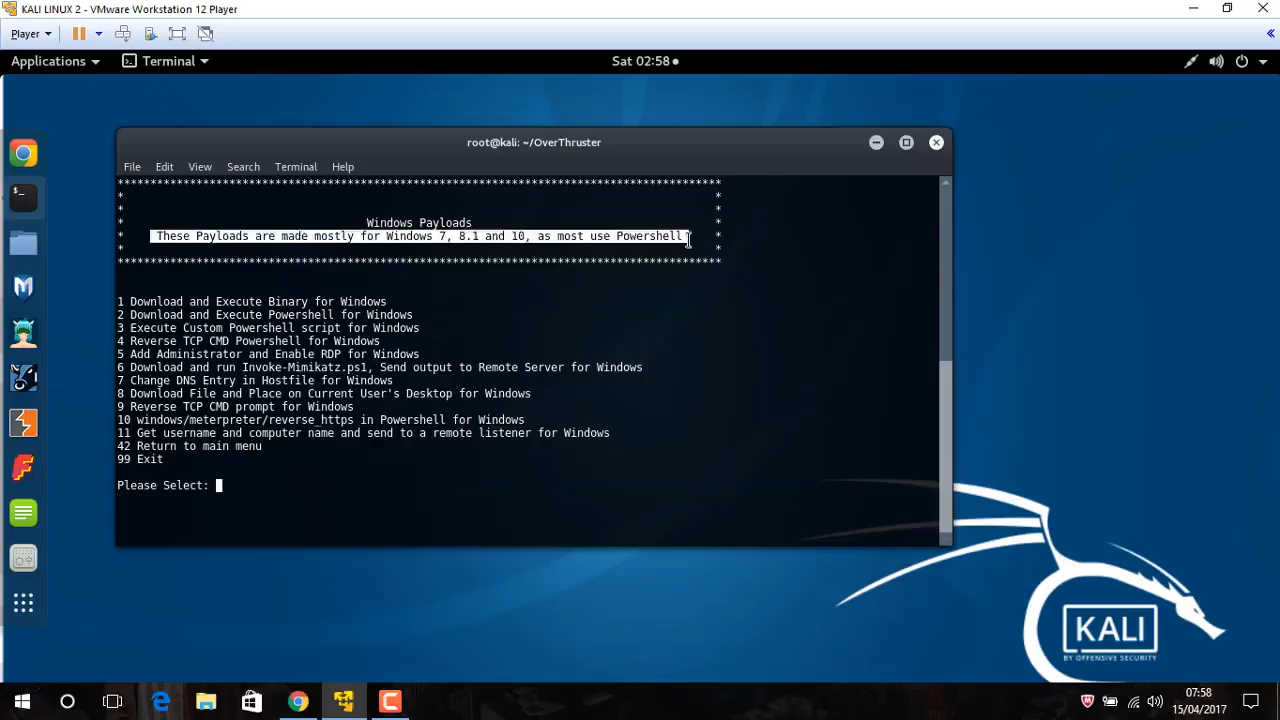 KALI LINUX 2 - VMware Workstation 12 Player
Player
Applications
Terminal
Sat 02:58
root@kali: ~/OverThruster
File Edit View Search Terminal Help
*******************************************************************************************
* *
* *
* Windows Payloads *
* These Payloads are made mostly for Windows 7, 8.1 and 10, as most use Powershell *
* *
*******************************************************************************************
1 Download and Execute Binary for Windows
2 Download and Execute Powershell for Windows
3 Execute Custom Powershell script for Windows
4 Reverse TCP CMD Powershell for Windows
5 Add Administrator and Enable RDP for Windows
6 Download and run Invoke-Mimikatz.ps1, Send output to Remote Server for Windows
7 Change DNS Entry in Hostfile for Windows
8 Download File and Place on Current User's Desktop for Windows
9 Reverse TCP CMD prompt for Windows
10 windows/meterpreter/reverse_https in Powershell for Windows
11 Get username and computer name and send to a remote listener for Windows
42 Return to main menu
99 Exit
Please Select:
KALI
BY OFFENSIVE SECURITY
07:58
15/04/2017